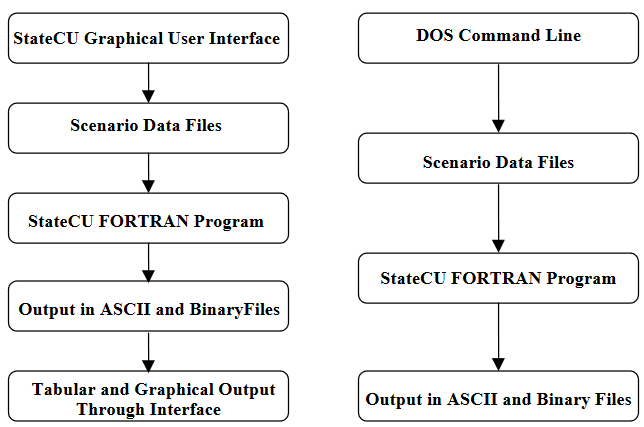 StateCU Graphical User Interface
Scenario Data Files
StateCU FORTRAN Program
Output in ASCII and BinaryFiles
Tabular and Graphical Output
Through Interface
DOS Command Line
Scenario Data Files
StateCU FORTRAN Program
Output in ASCII and Binary Files